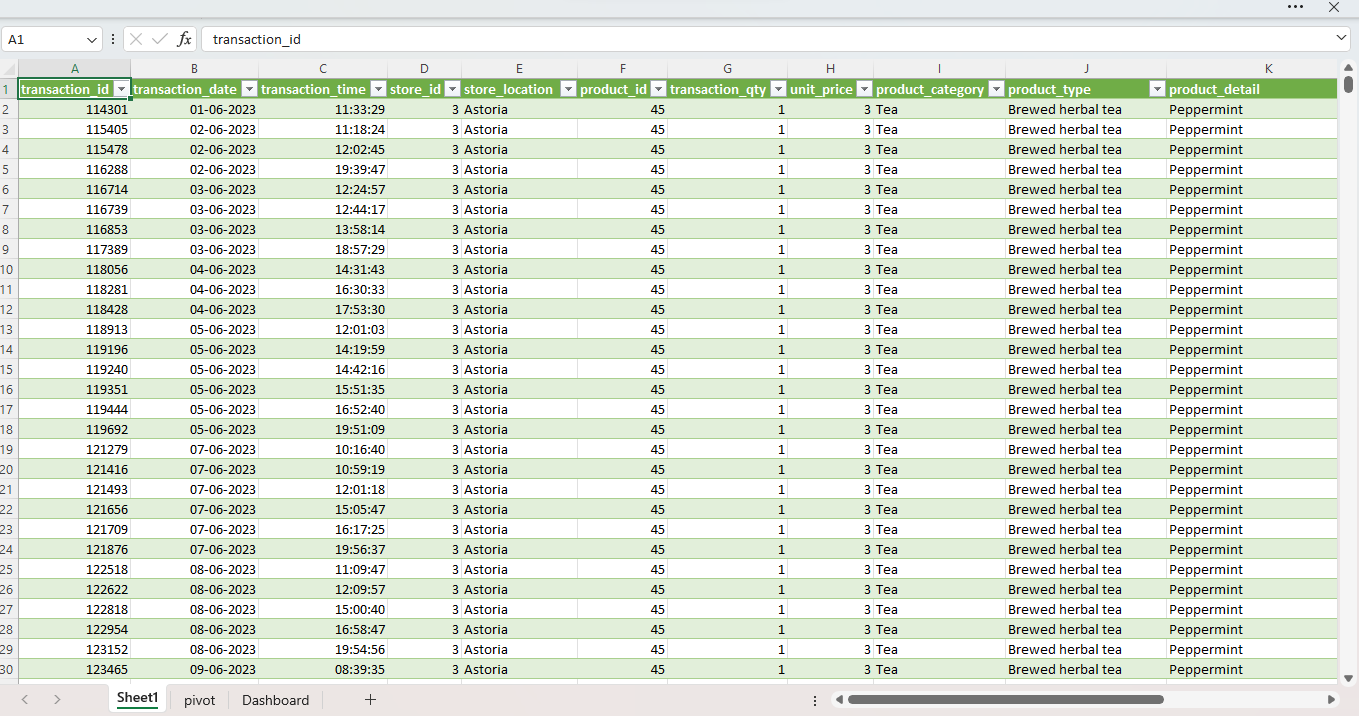 A1 fx transaction_id
A B C D E F G H I J K
1 transaction_id transaction_date transaction_time store_id store_location product_id transaction_qty unit_price product_category product_type product_detail
2 114301 01-06-2023 11:33:29 3 Astoria 45 1 3 Tea Brewed herbal tea Peppermint
3 115405 02-06-2023 11:18:24 3 Astoria 45 1 3 Tea Brewed herbal tea Peppermint
4 115478 02-06-2023 12:02:45 3 Astoria 45 1 3 Tea Brewed herbal tea Peppermint
5 116288 02-06-2023 19:39:47 3 Astoria 45 1 3 Tea Brewed herbal tea Peppermint
6 116714 03-06-2023 12:24:57 3 Astoria 45 1 3 Tea Brewed herbal tea Peppermint
7 116739 03-06-2023 12:44:17 3 Astoria 45 1 3 Tea Brewed herbal tea Peppermint
8 116853 03-06-2023 13:58:14 3 Astoria 45 1 3 Tea Brewed herbal tea Peppermint
9 117389 03-06-2023 18:57:29 3 Astoria 45 1 3 Tea Brewed herbal tea Peppermint
10 118056 04-06-2023 14:31:43 3 Astoria 45 1 3 Tea Brewed herbal tea Peppermint
11 118281 04-06-2023 16:30:33 3 Astoria 45 1 3 Tea Brewed herbal tea Peppermint
12 118428 04-06-2023 17:53:30 3 Astoria 45 1 3 Tea Brewed herbal tea Peppermint
13 118913 05-06-2023 12:01:03 3 Astoria 45 1 3 Tea Brewed herbal tea Peppermint
14 119196 05-06-2023 14:19:59 3 Astoria 45 1 3 Tea Brewed herbal tea Peppermint
15 119240 05-06-2023 14:42:16 3 Astoria 45 1 3 Tea Brewed herbal tea Peppermint
16 119351 05-06-2023 15:51:35 3 Astoria 45 1 3 Tea Brewed herbal tea Peppermint
17 119444 05-06-2023 16:52:40 3 Astoria 45 1 3 Tea Brewed herbal tea Peppermint
18 119692 05-06-2023 19:51:09 3 Astoria 45 1 3 Tea Brewed herbal tea Peppermint
19 121279 07-06-2023 10:16:40 3 Astoria 45 1 3 Tea Brewed herbal tea Peppermint
20 121416 07-06-2023 10:59:19 3 Astoria 45 1 3 Tea Brewed herbal tea Peppermint
21 121493 07-06-2023 12:01:18 3 Astoria 45 1 3 Tea Brewed herbal tea Peppermint
22 121656 07-06-2023 15:05:47 3 Astoria 45 1 3 Tea Brewed herbal tea Peppermint
23 121709 07-06-2023 16:17:25 3 Astoria 45 1 3 Tea Brewed herbal tea Peppermint
24 121876 07-06-2023 19:56:37 3 Astoria 45 1 3 Tea Brewed herbal tea Peppermint
25 122518 08-06-2023 11:09:47 3 Astoria 45 1 3 Tea Brewed herbal tea Peppermint
26 122622 08-06-2023 12:09:57 3 Astoria 45 1 3 Tea Brewed herbal tea Peppermint
27 122818 08-06-2023 15:00:40 3 Astoria 45 1 3 Tea Brewed herbal tea Peppermint
28 122954 08-06-2023 16:58:47 3 Astoria 45 1 3 Tea Brewed herbal tea Peppermint
29 123152 08-06-2023 19:54:56 3 Astoria 45 1 3 Tea Brewed herbal tea Peppermint
30 123465 09-06-2023 08:39:35 3 Astoria 45 1 3 Tea Brewed herbal tea Peppermint
Sheet1 pivot Dashboard +